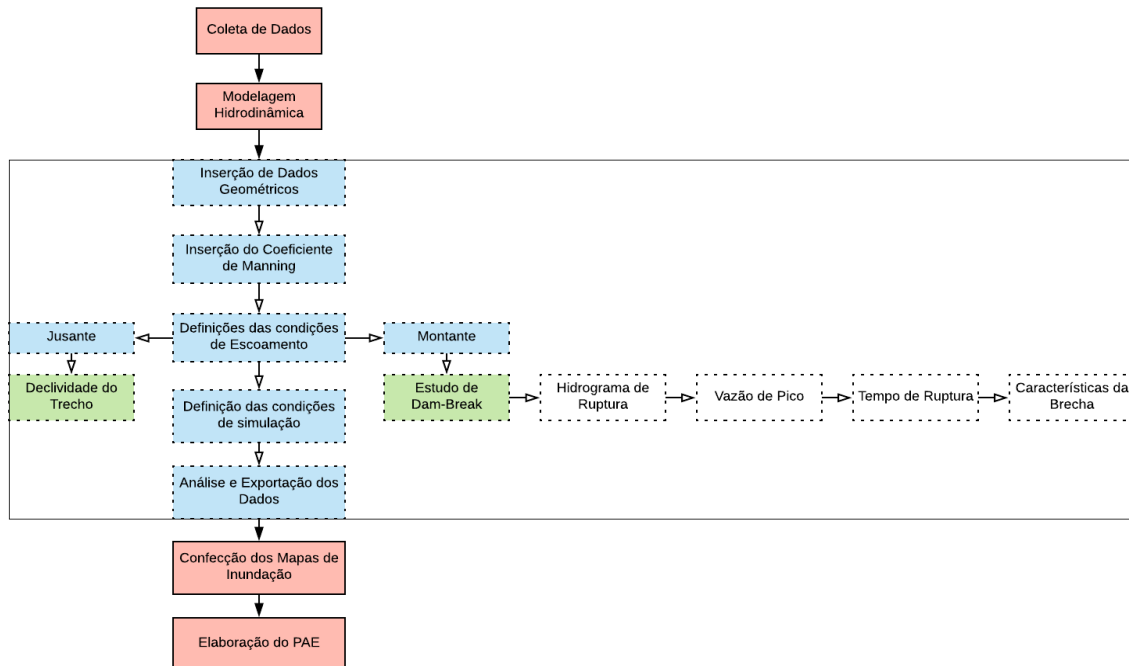 Coleta de Dados
Modelagem
Hidrodinâmica
Inserção de Dados
Geométricos
Inserção do Coeficiente
de Manning
Jusante
Definições das condições
de Escoamento
Montante
Declividade do
Trecho
Definição das condições
de simulação
Estudo de
Dam-Break
Hidrograma de
Ruptura
Vazão de Pico
Tempo de Ruptura
Características da
Brecha
Análise e Exportação dos
Dados
Confecção dos Mapas de
Inundação
Elaboração do PAE